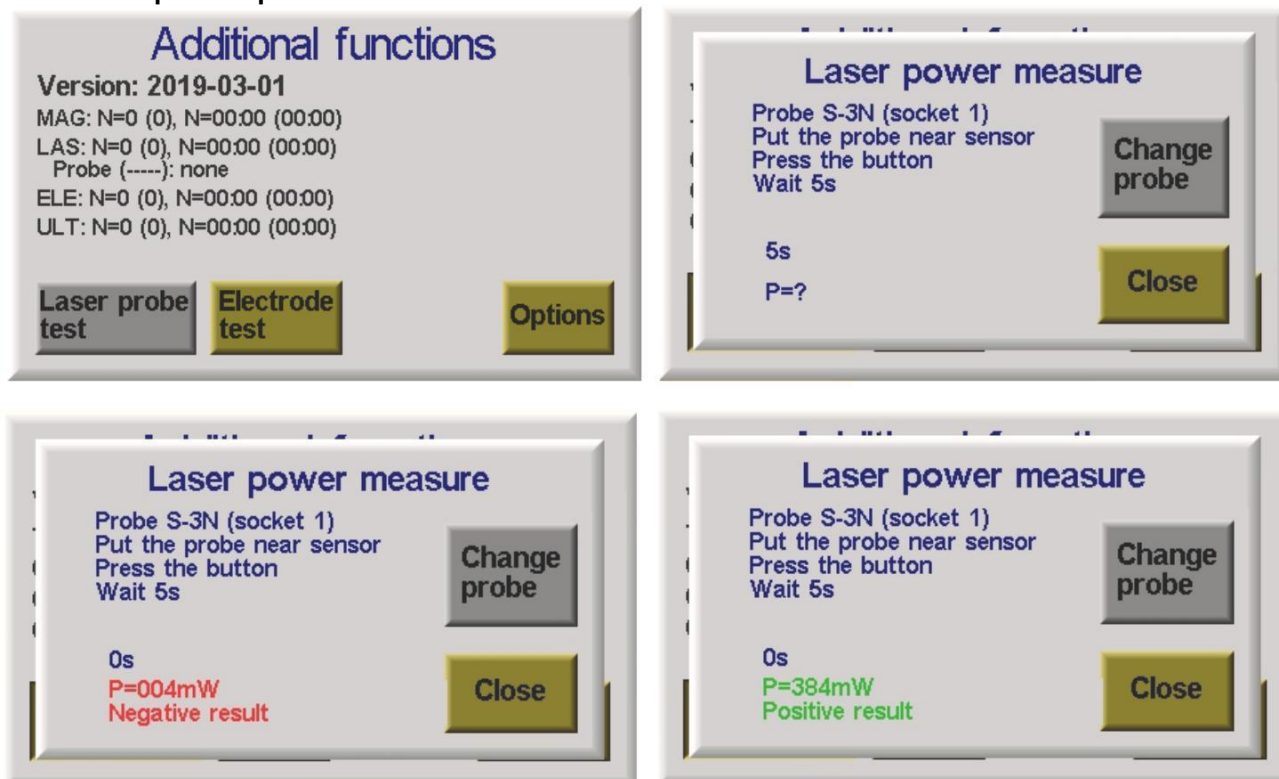 Additional functions
Version: 2019-03-01
MAG: N=0 (0), N=00:00 (00:00)
LAS: N=0 (0), N=00:00 (00:00)
Probe (-----): none
ELE: N=0 (0), N=00:00 (00:00)
ULT: N=0 (0), N=00:00 (00:00)
Laser probe
test
Electrode
test
Options
Laser power measure
Probe S-3N (socket 1)
Put the probe near sensor
Press the button
Wait 5s
5s
P=?
Change
probe
Close
Laser power measure
Probe S-3N (socket 1)
Put the probe near sensor
Press the button
Wait 5s
0s
P=004mW
Negative result
Change
probe
Close
Laser power measure
Probe S-3N (socket 1)
Put the probe near sensor
Press the button
Wait 5s
0s
P=384mW
Positive result
Change
probe
Close